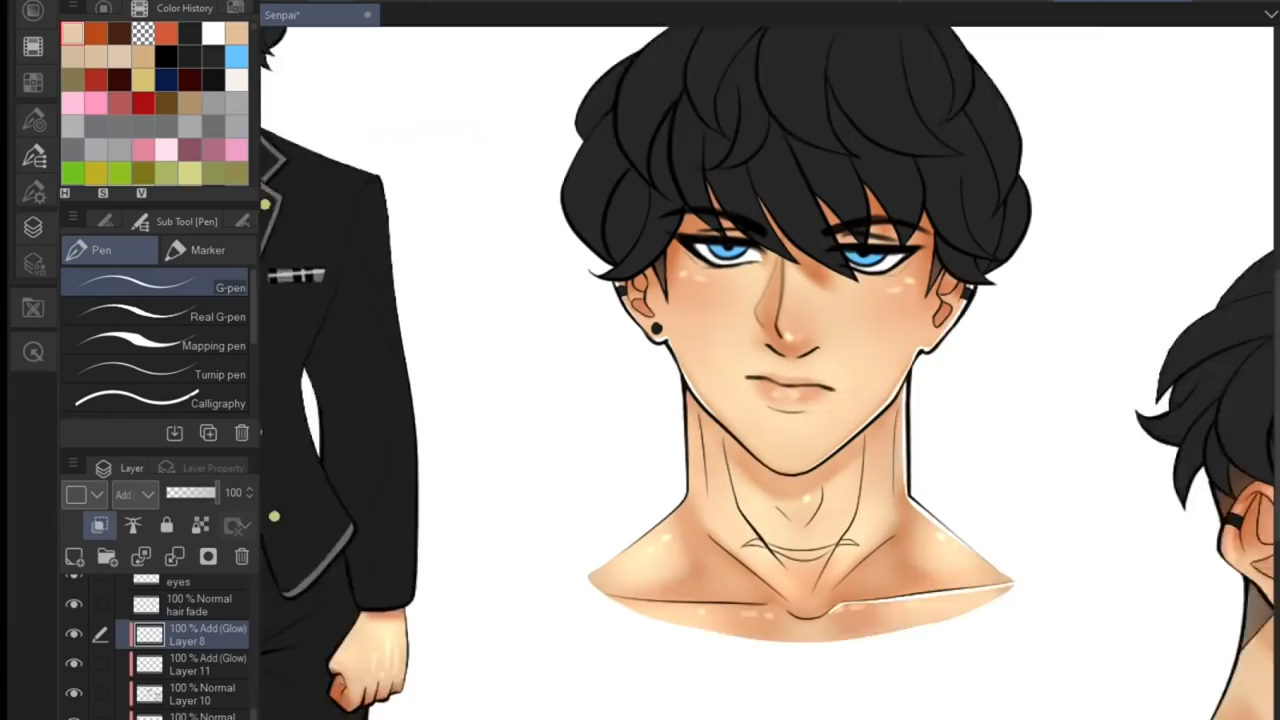 Color History
Senpai*
H S V
Sub Tool [Pen]
Pen
Marker
G-pen
Real G-pen
Mapping pen
Turnip pen
Calligraphy
Layer
Layer Property
Add (
100
eyes
100 % Normal
hair fade
100 % Add (Glow)
Layer 8
100 % Add (Glow)
Layer 11
100 % Normal
Layer 10
100 % Normal